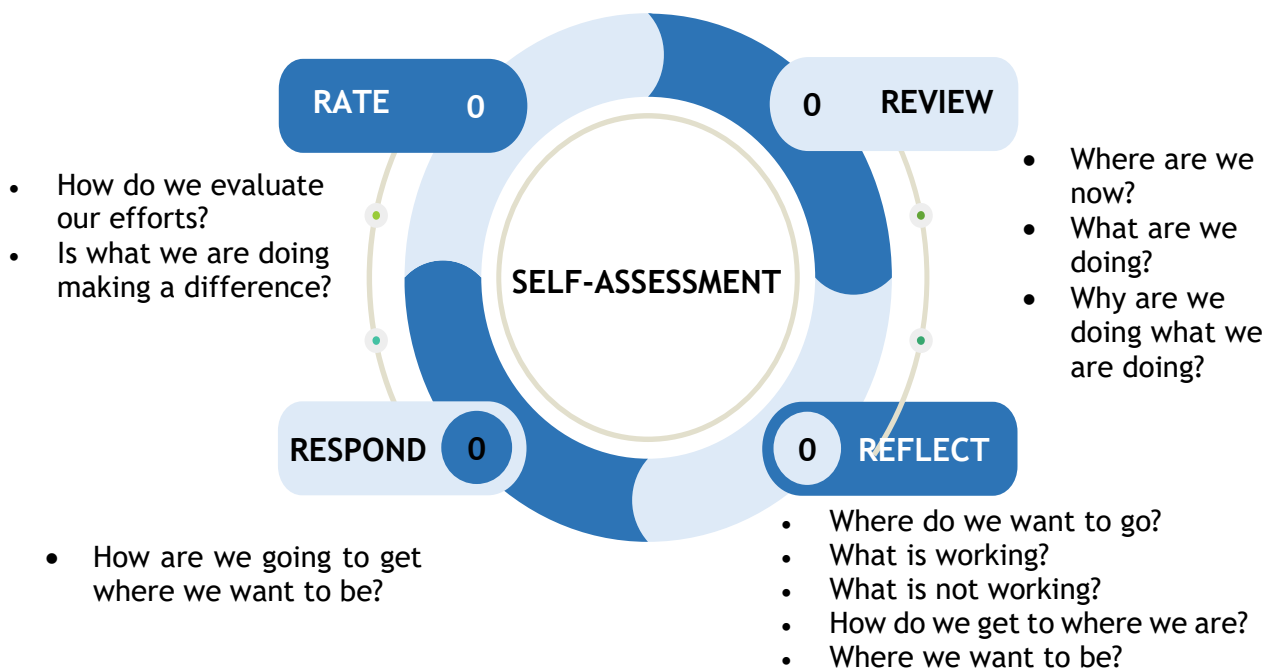 RATE 0
0 REVIEW
• How do we evaluate
our efforts?
• Is what we are doing
making a difference?
SELF-ASSESSMENT
• Where are we
now?
• What are we
doing?
• Why are we
doing what we
are doing?
RESPOND 0
0 REFLECT
• How are we going to get
where we want to be?
• Where do we want to go?
• What is working?
• What is not working?
• How do we get to where we are?
• Where we want to be?